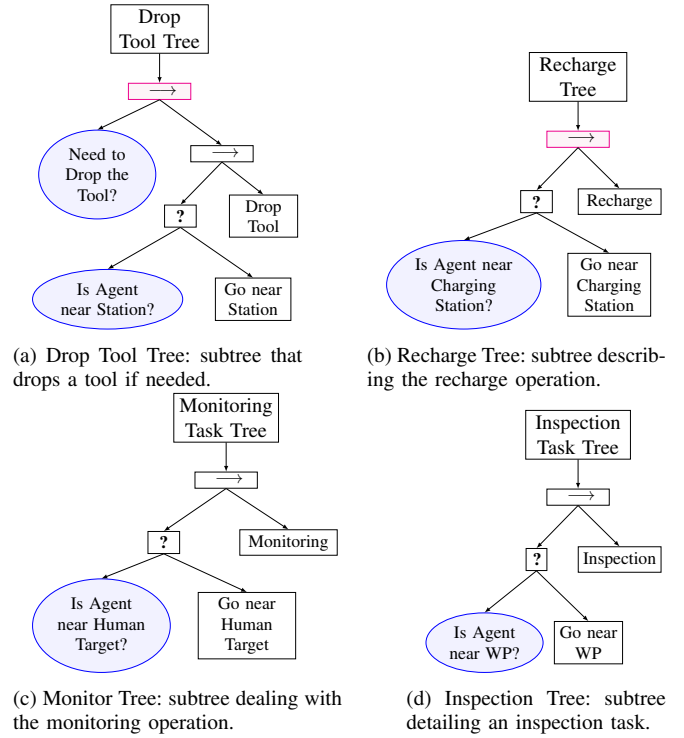 Drop
Tool Tree
⟶
Need to
Drop the
Tool?
⟶
?
Drop
Tool
Is Agent
near Station?
Go near
Station
(a) Drop Tool Tree: subtree that
drops a tool if needed.
Recharge
Tree
⟶
?
Recharge
Is Agent near
Charging
Station?
Go near
Charging
Station
(b) Recharge Tree: subtree describ-
ing the recharge operation.
Monitoring
Task Tree
⟶
?
Monitoring
Is Agent
near Human
Target?
Go near
Human
Target
(c) Monitor Tree: subtree dealing with
the monitoring operation.
Inspection
Task Tree
⟶
?
Inspection
Is Agent
near WP?
Go near
WP
(d) Inspection Tree: subtree
detailing an inspection task.